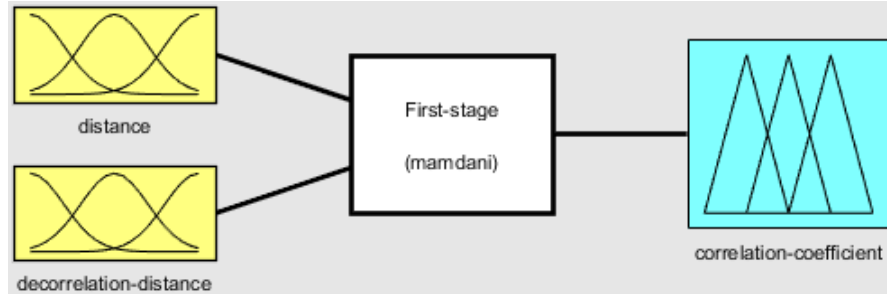 distance
decorrelation-distance
First-stage
(mamdani)
correlation-coefficient